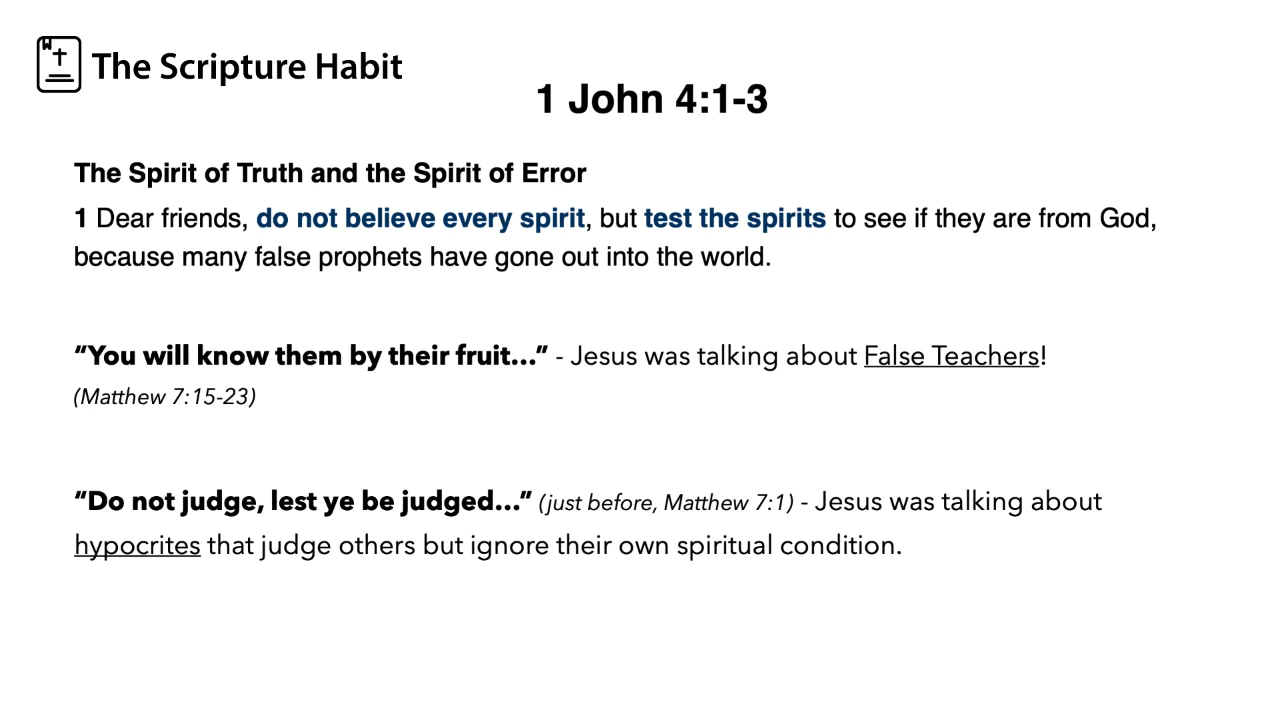 The Scripture Habit
1 John 4:1-3
The Spirit of Truth and the Spirit of Error
1 Dear friends, do not believe every spirit, but test the spirits to see if they are from God,
because many false prophets have gone out into the world.
“You will know them by their fruit...” - Jesus was talking about False Teachers!
(Matthew 7:15-23)
“Do not judge, lest ye be judged...” (just before, Matthew 7:1) - Jesus was talking about
hypocrites that judge others but ignore their own spiritual condition.